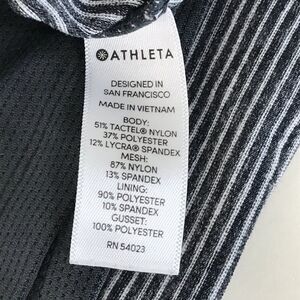 ATHLETA
DESIGNED IN
SAN FRANCISCO
MADE IN VIETNAM
BODY:
51% TACTEL® NYLON
37% POLYESTER
12% LYCRA® SPANDEX
MESH:
87% NYLON
13% SPANDEX
LINING:
90% POLYESTER
10% SPANDEX
GUSSET:
100% POLYESTER
RN 54023